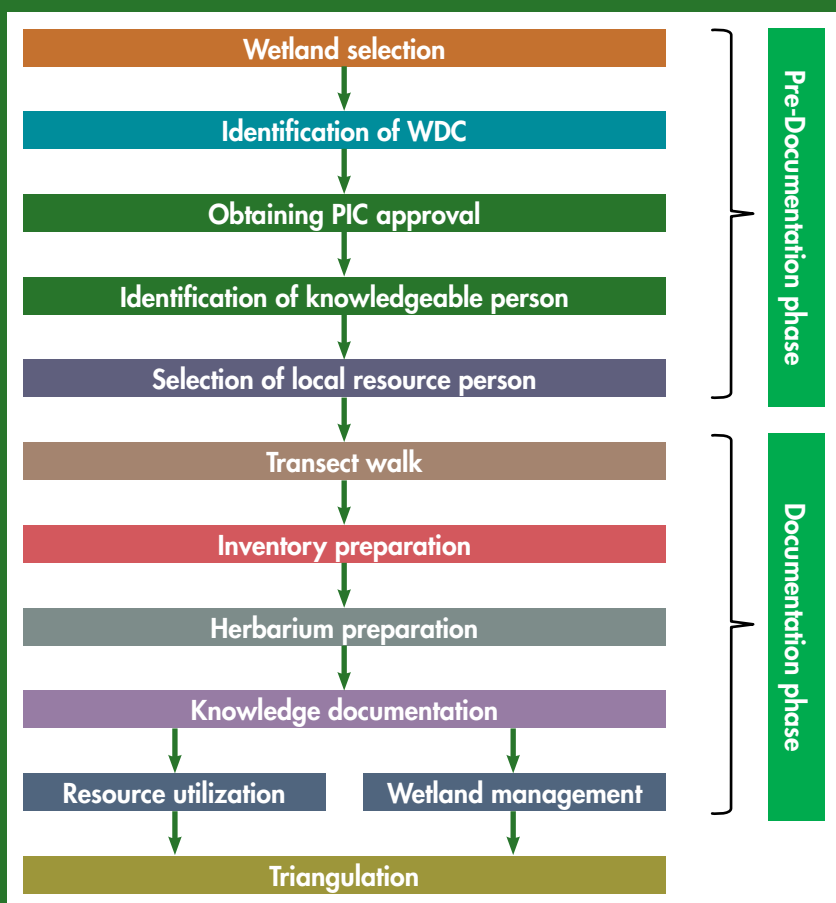 Wetland selection
Identification of WDC
Obtaining PIC approval
Identification of knowledgeable person
Selection of local resource person
Pre-Documentation phase
Transect walk
Inventory preparation
Herbarium preparation
Knowledge documentation
Resource utilization
Wetland management
Documentation phase
Triangulation